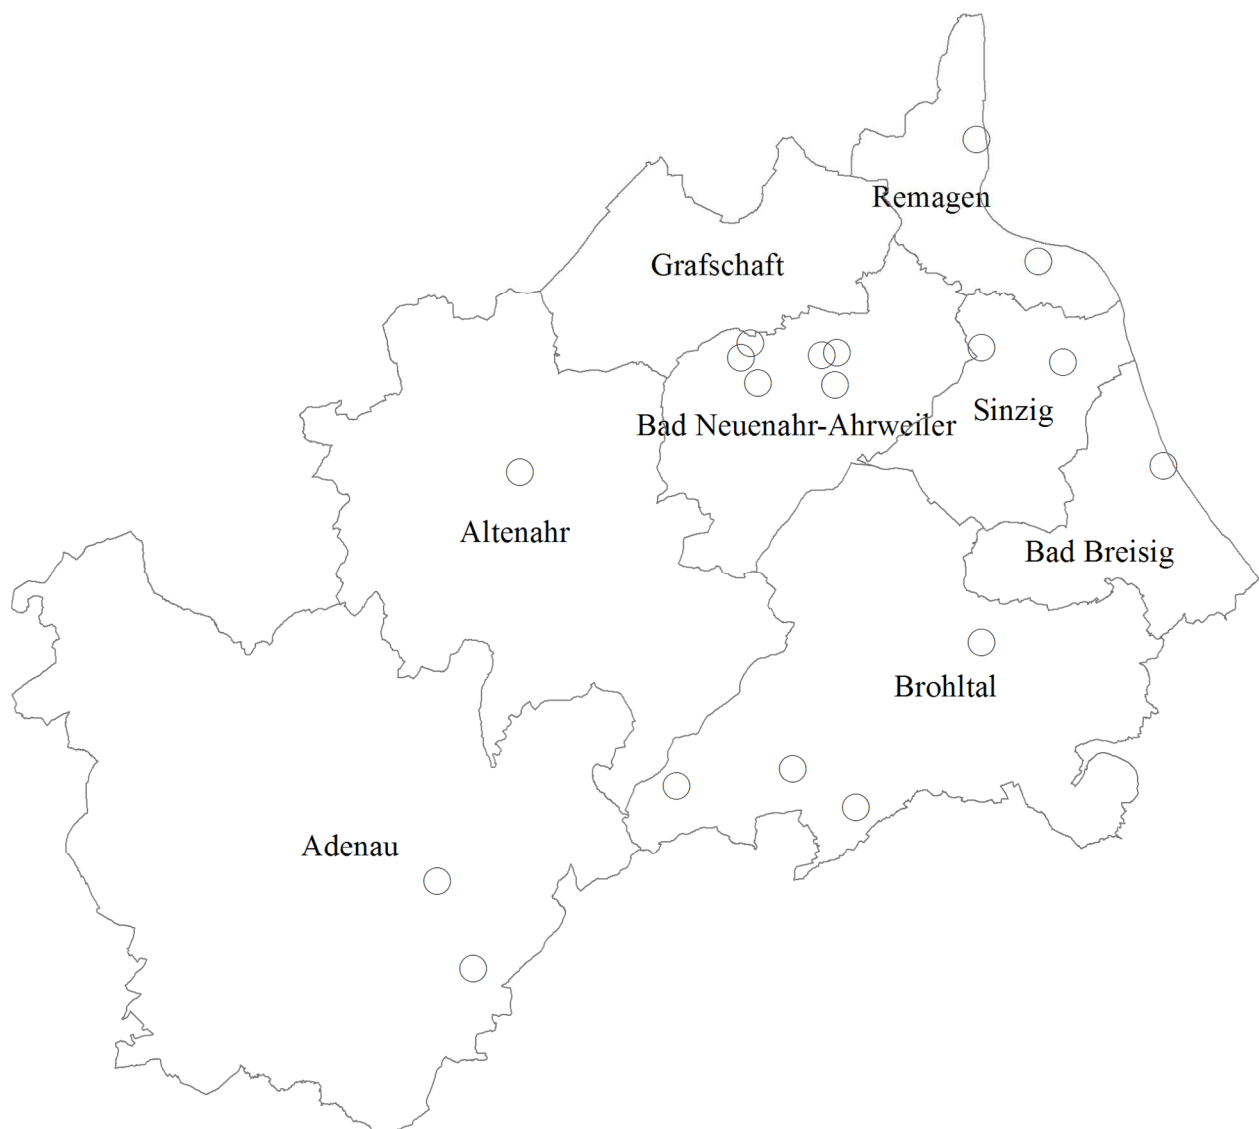 Remagen
Grafschaft
Sinzig
Bad Neuenahr-Ahrweiler
Altenahr
Bad Breisig
Brohltal
Adenau